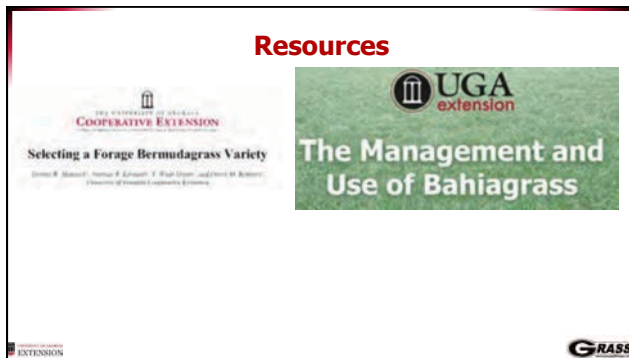 Resources
THE UNIVERSITY OF GEORGIA
COOPERATIVE EXTENSION
Selecting a Forage Bermudagrass Variety
UGA
extension
The Management and
Use of Bahiagrass
EXTENSION
GRASS